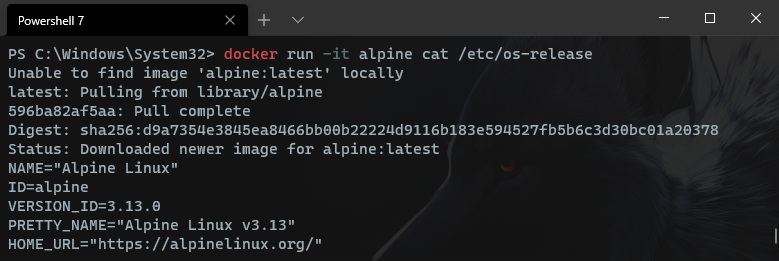 Powershell 7
PS C:\Windows\System32> docker run -it alpine cat /etc/os-release
Unable to find image 'alpine:latest' locally
latest: Pulling from library/alpine
596ba82af5aa: Pull complete
Digest: sha256:d9a7354e3845ea8466bb00b22224d9116b183e594527fb5b6c3d30bc01a20378
Status: Downloaded newer image for alpine:latest
NAME="Alpine Linux"
ID=alpine
VERSION_ID=3.13.0
PRETTY_NAME="Alpine Linux v3.13"
HOME_URL="https://alpinelinux.org/"